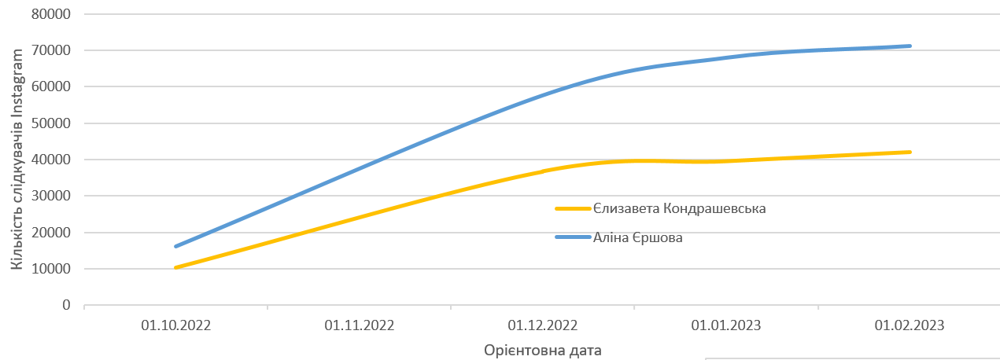 80000
70000
60000
50000
40000
30000
20000
10000
0
Кількість слідкувачів Instagram
Єлизавета Кондрашевська
Аліна Єршова
01.10.2022 01.11.2022 01.12.2022 01.01.2023 01.02.2023
Орієнтовна дата